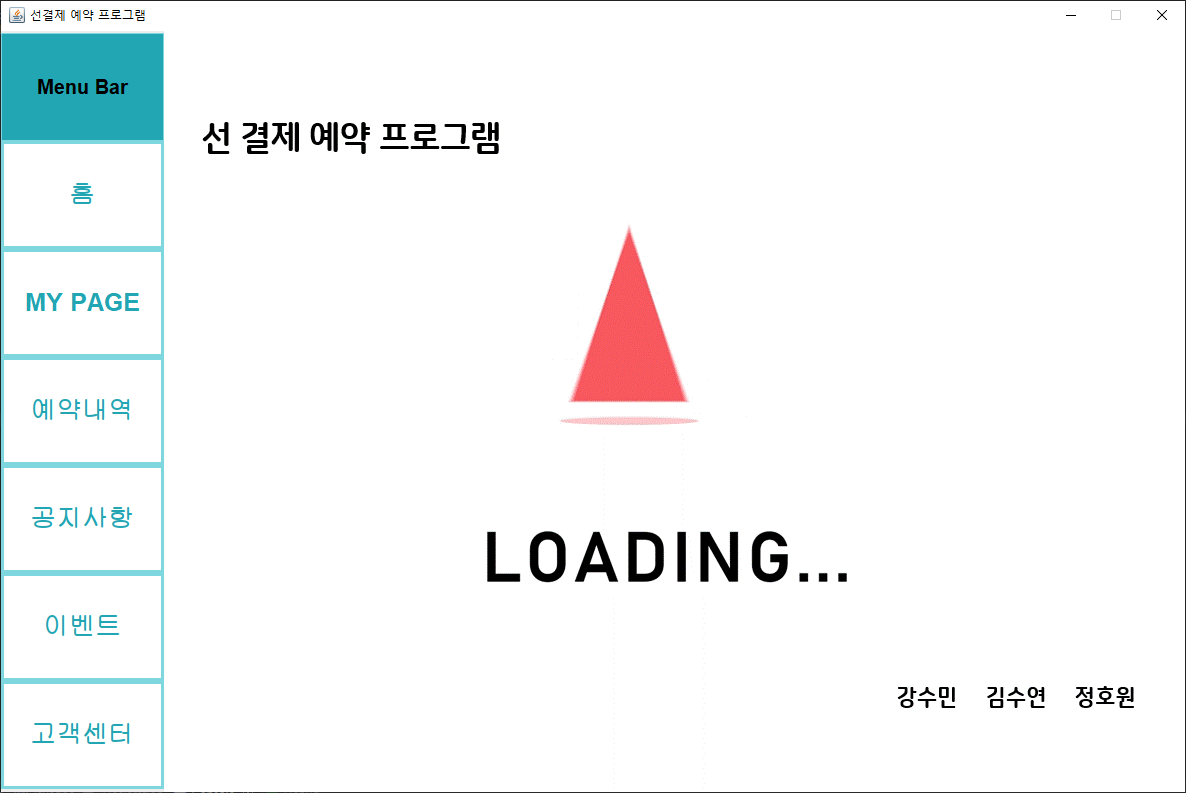 선결제 예약 프로그램
Menu Bar
홈
MY PAGE
예약내역
공지사항
이벤트
고객센터
선 결제 예약 프로그램
LOADING...
강수민 김수연 정호원